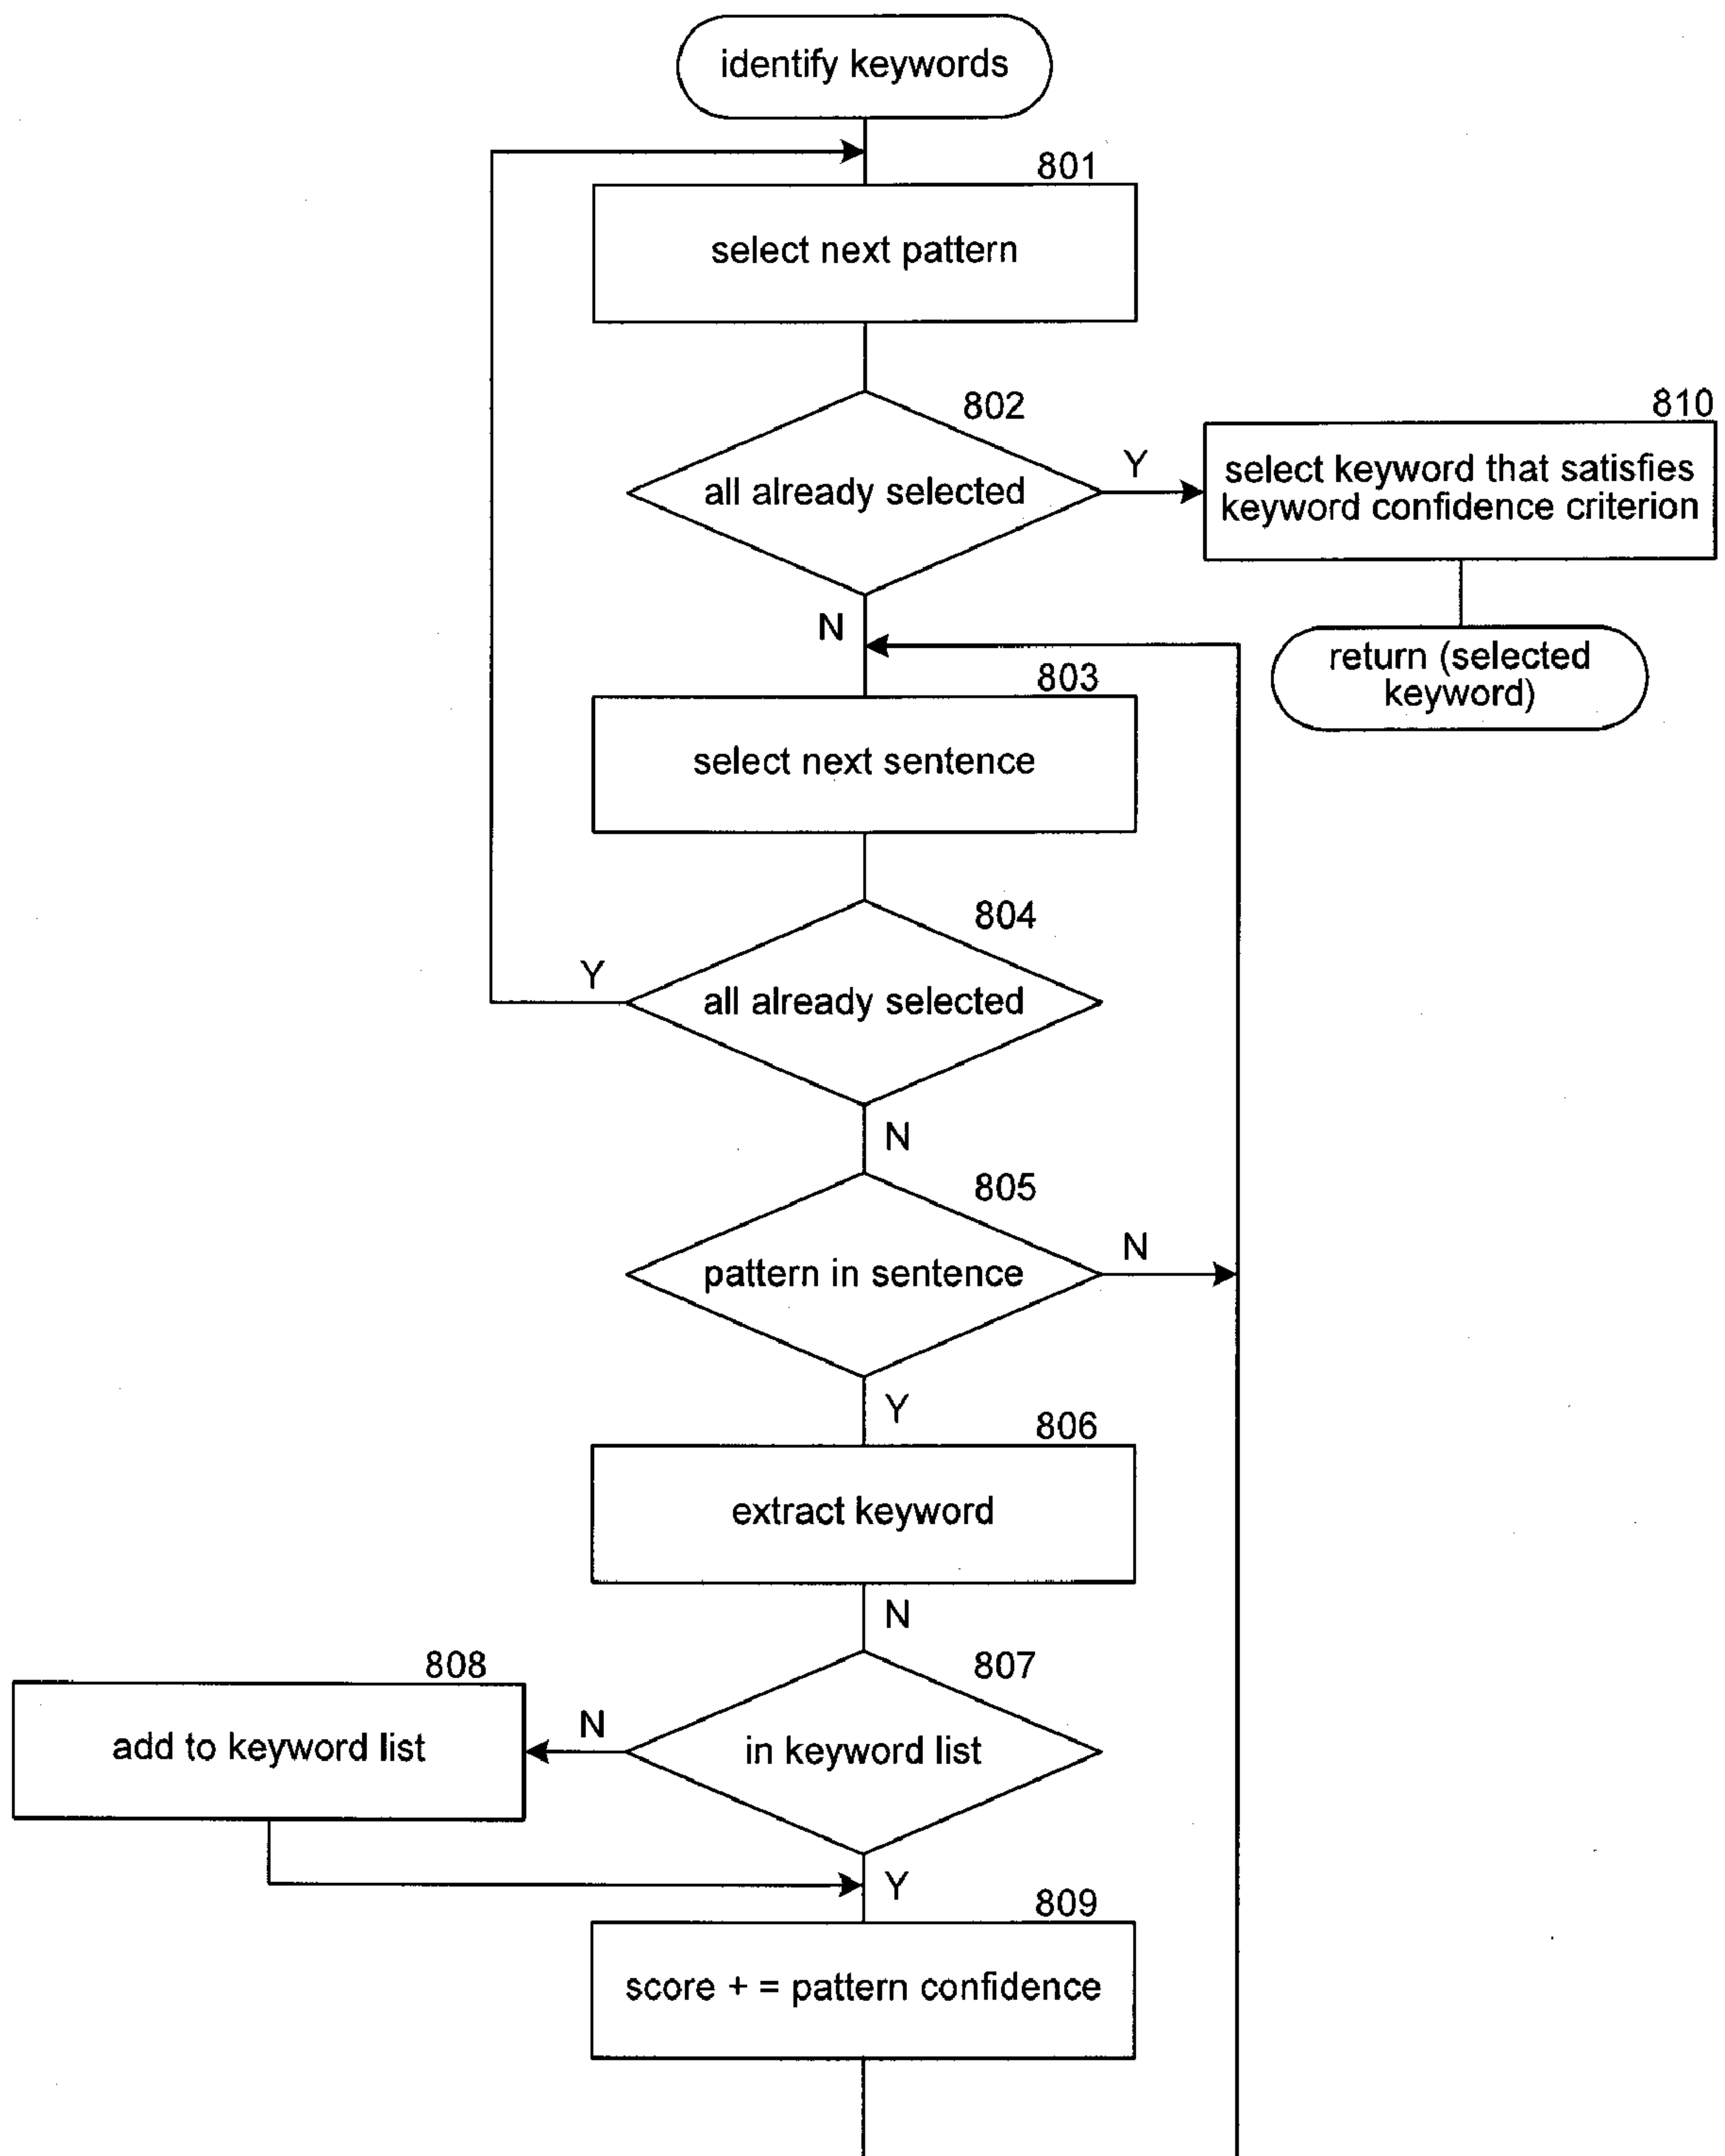 identify keywords
801
select next pattern
802
all already selected
Y
810
select keyword that satisfies
keyword confidence criterion
N
return (selected
keyword)
803
select next sentence
804
Y
all already selected
N
805
pattern in sentence
N
Y
806
extract keyword
N
807
in keyword list
N
808
add to keyword list
Y
809
score + = pattern confidence